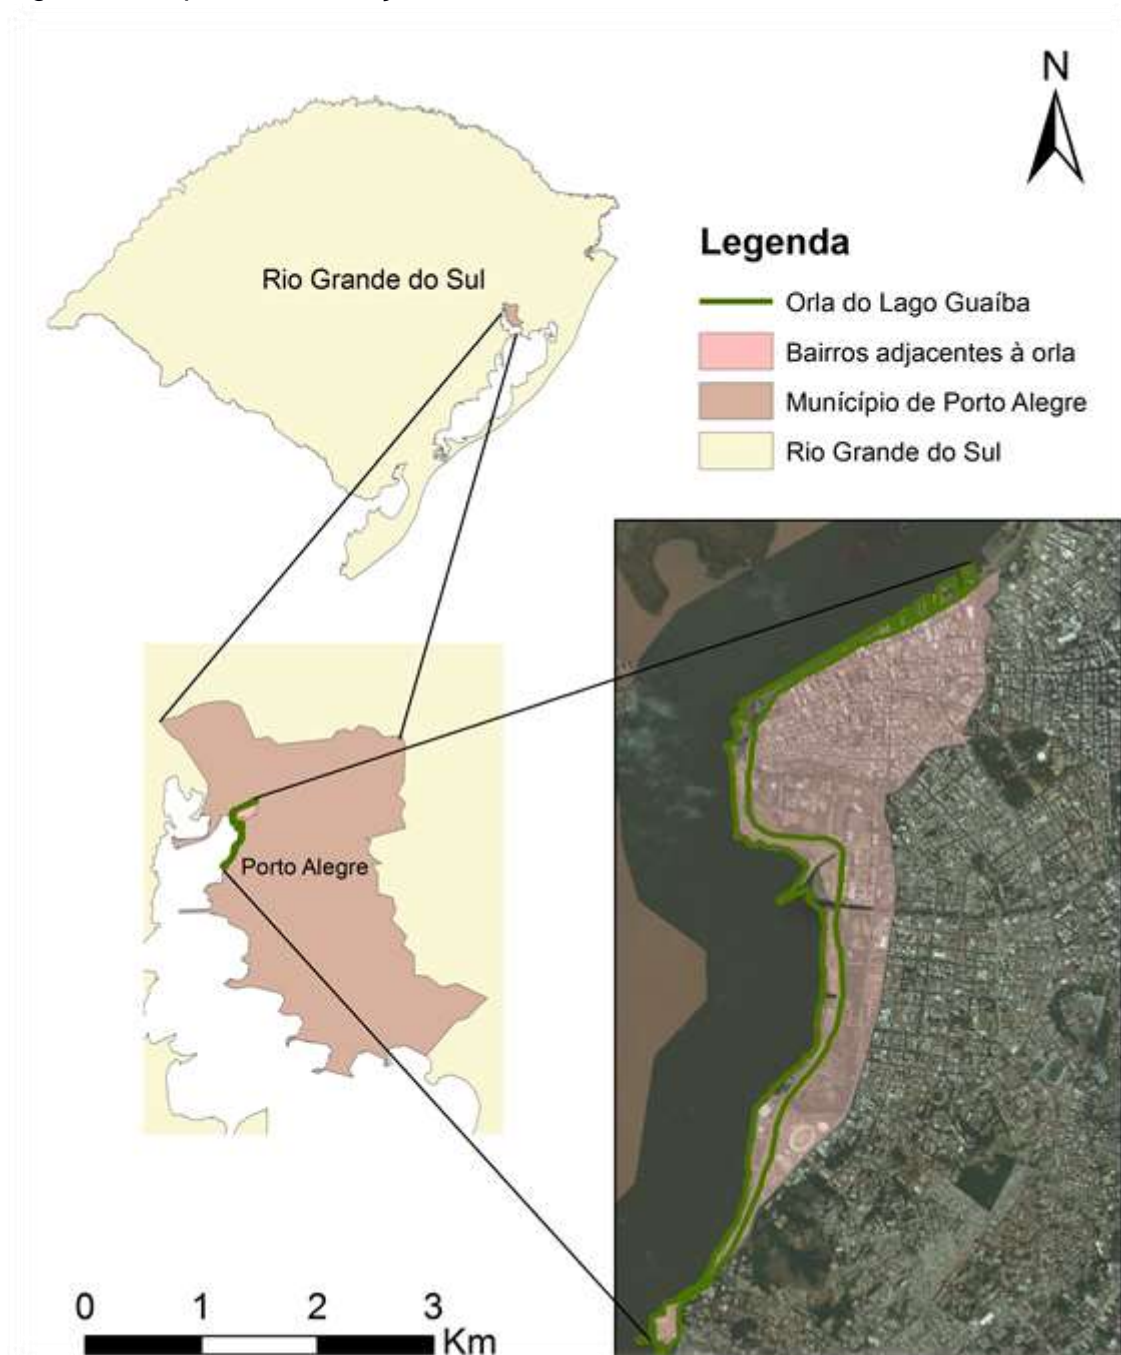 N
Legenda
Rio Grande do Sul
Orla do Lago Guaíba
Bairros adjacentes à orla
Munícípio de Porto Alegre
Rio Grande do Sul
Porto Alegre
0 1 2 3
Km